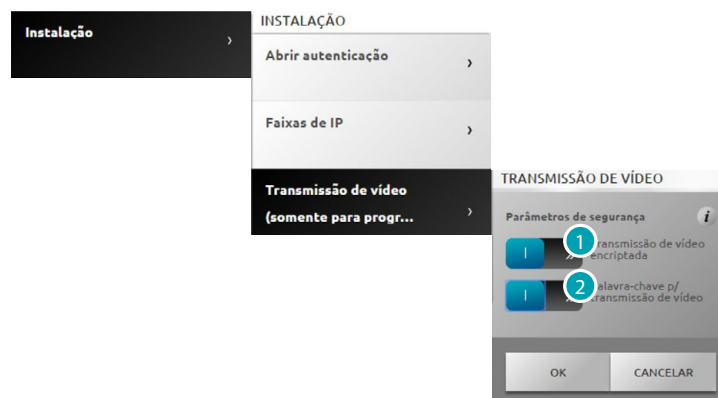 Instalação
INSTALAÇÃO
Abrir autenticação
Faixas de IP
Transmissão de vídeo
(somente para progr...
TRANSMISSÃO DE VÍDEO
Parâmetros de segurança
i
1
ransmissão de vídeo
encriptada
2
alavra-chave p/
transmissão de vídeo
OK
CANCELAR